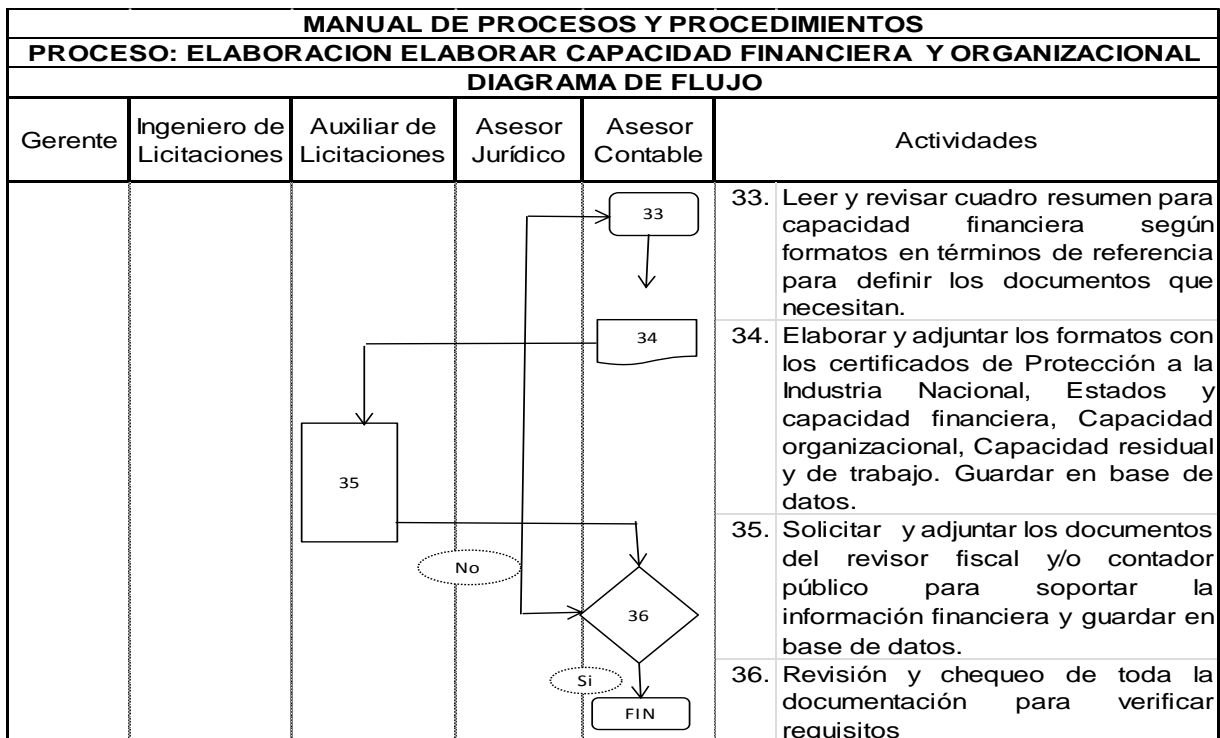 MANUAL DE PROCESOS Y PROCEDIMIENTOS
PROCESO: ELABORACION ELABORAR CAPACIDAD FINANCIERA Y ORGANIZACIONAL
DIAGRAMA DE FLUJO
Gerente
Ingeniero de
Licitaciones
Auxiliar de
Licitaciones
Asesor
Jurídico
Asesor
Contable
Actividades
33
34
35
No
36
Si
FIN
33. Leer y revisar cuadro resumen para
capacidad financiera según
formatos en términos de referencia
para definir los documentos que
necesitan.
34. Elaborar y adjuntar los formatos con
los certificados de Protección a la
Industria Nacional, Estados y
capacidad financiera, Capacidad
organizacional, Capacidad residual
y de trabajo. Guardar en base de
datos.
35. Solicitar y adjuntar los documentos
del revisor fiscal y/o contador
público para soportar la
información financiera y guardar en
base de datos.
36. Revisión y chequeo de toda la
documentación para verificar
requisitos